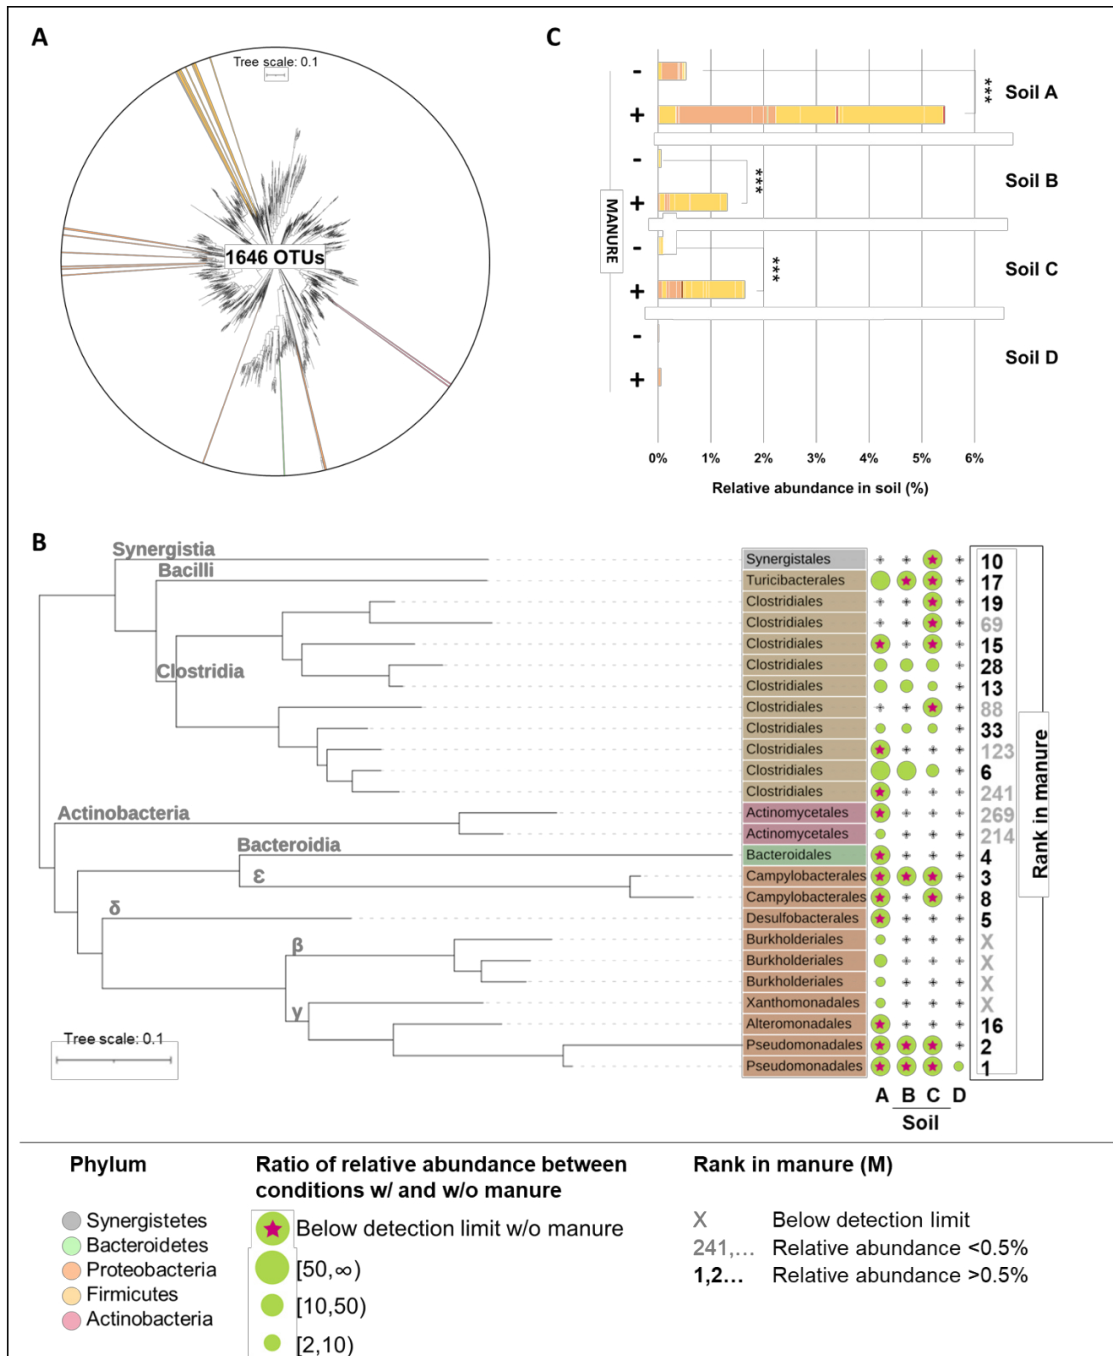 A
Tree scale: 0.1
1646 OTUs
C
MANURE
-
+
-
+
-
+
-
+
***
***
***
Soil A
Soil B
Soil C
Soil D
0% 1% 2% 3% 4% 5% 6%
Relative abundance in soil (%)
B
Synergistia
Bacilli
Clostridia
Actinobacteria
Bacteroidia
ε
δ
β
γ
Tree scale: 0.1
Synergistales + + + 10
Turicibacterales + 17
Clostridiales + + + 19
Clostridiales + + + 69
Clostridiales + + 15
Clostridiales + 28
Clostridiales + 13
Clostridiales + + + 88
Clostridiales + 33
Clostridiales + + + 123
Clostridiales + 6
Clostridiales + + + 241
Actinomycetales + + + 269
Actinomycetales + + + 214
Bacteroidales + + + 4
Campylobacterales + 3
Campylobacterales + + 8
Desulfobacterales + + + 5
Burkholderiales + + + X
Burkholderiales + + + X
Burkholderiales + + + X
Xanthomonadales + + + X
Alteromonadales + + + 16
Pseudomonadales + 2
Pseudomonadales 1
A B C D
Soil
Rank in manure
Phylum
Synergistetes
Bacteroidetes
Proteobacteria
Firmicutes
Actinobacteria
Ratio of relative abundance between
conditions w/ and w/o manure
Below detection limit w/o manure
[50,∞)
[10,50)
[2,10)
Rank in manure (M)
X Below detection limit
241,... Relative abundance <0.5%
1,2... Relative abundance >0.5%